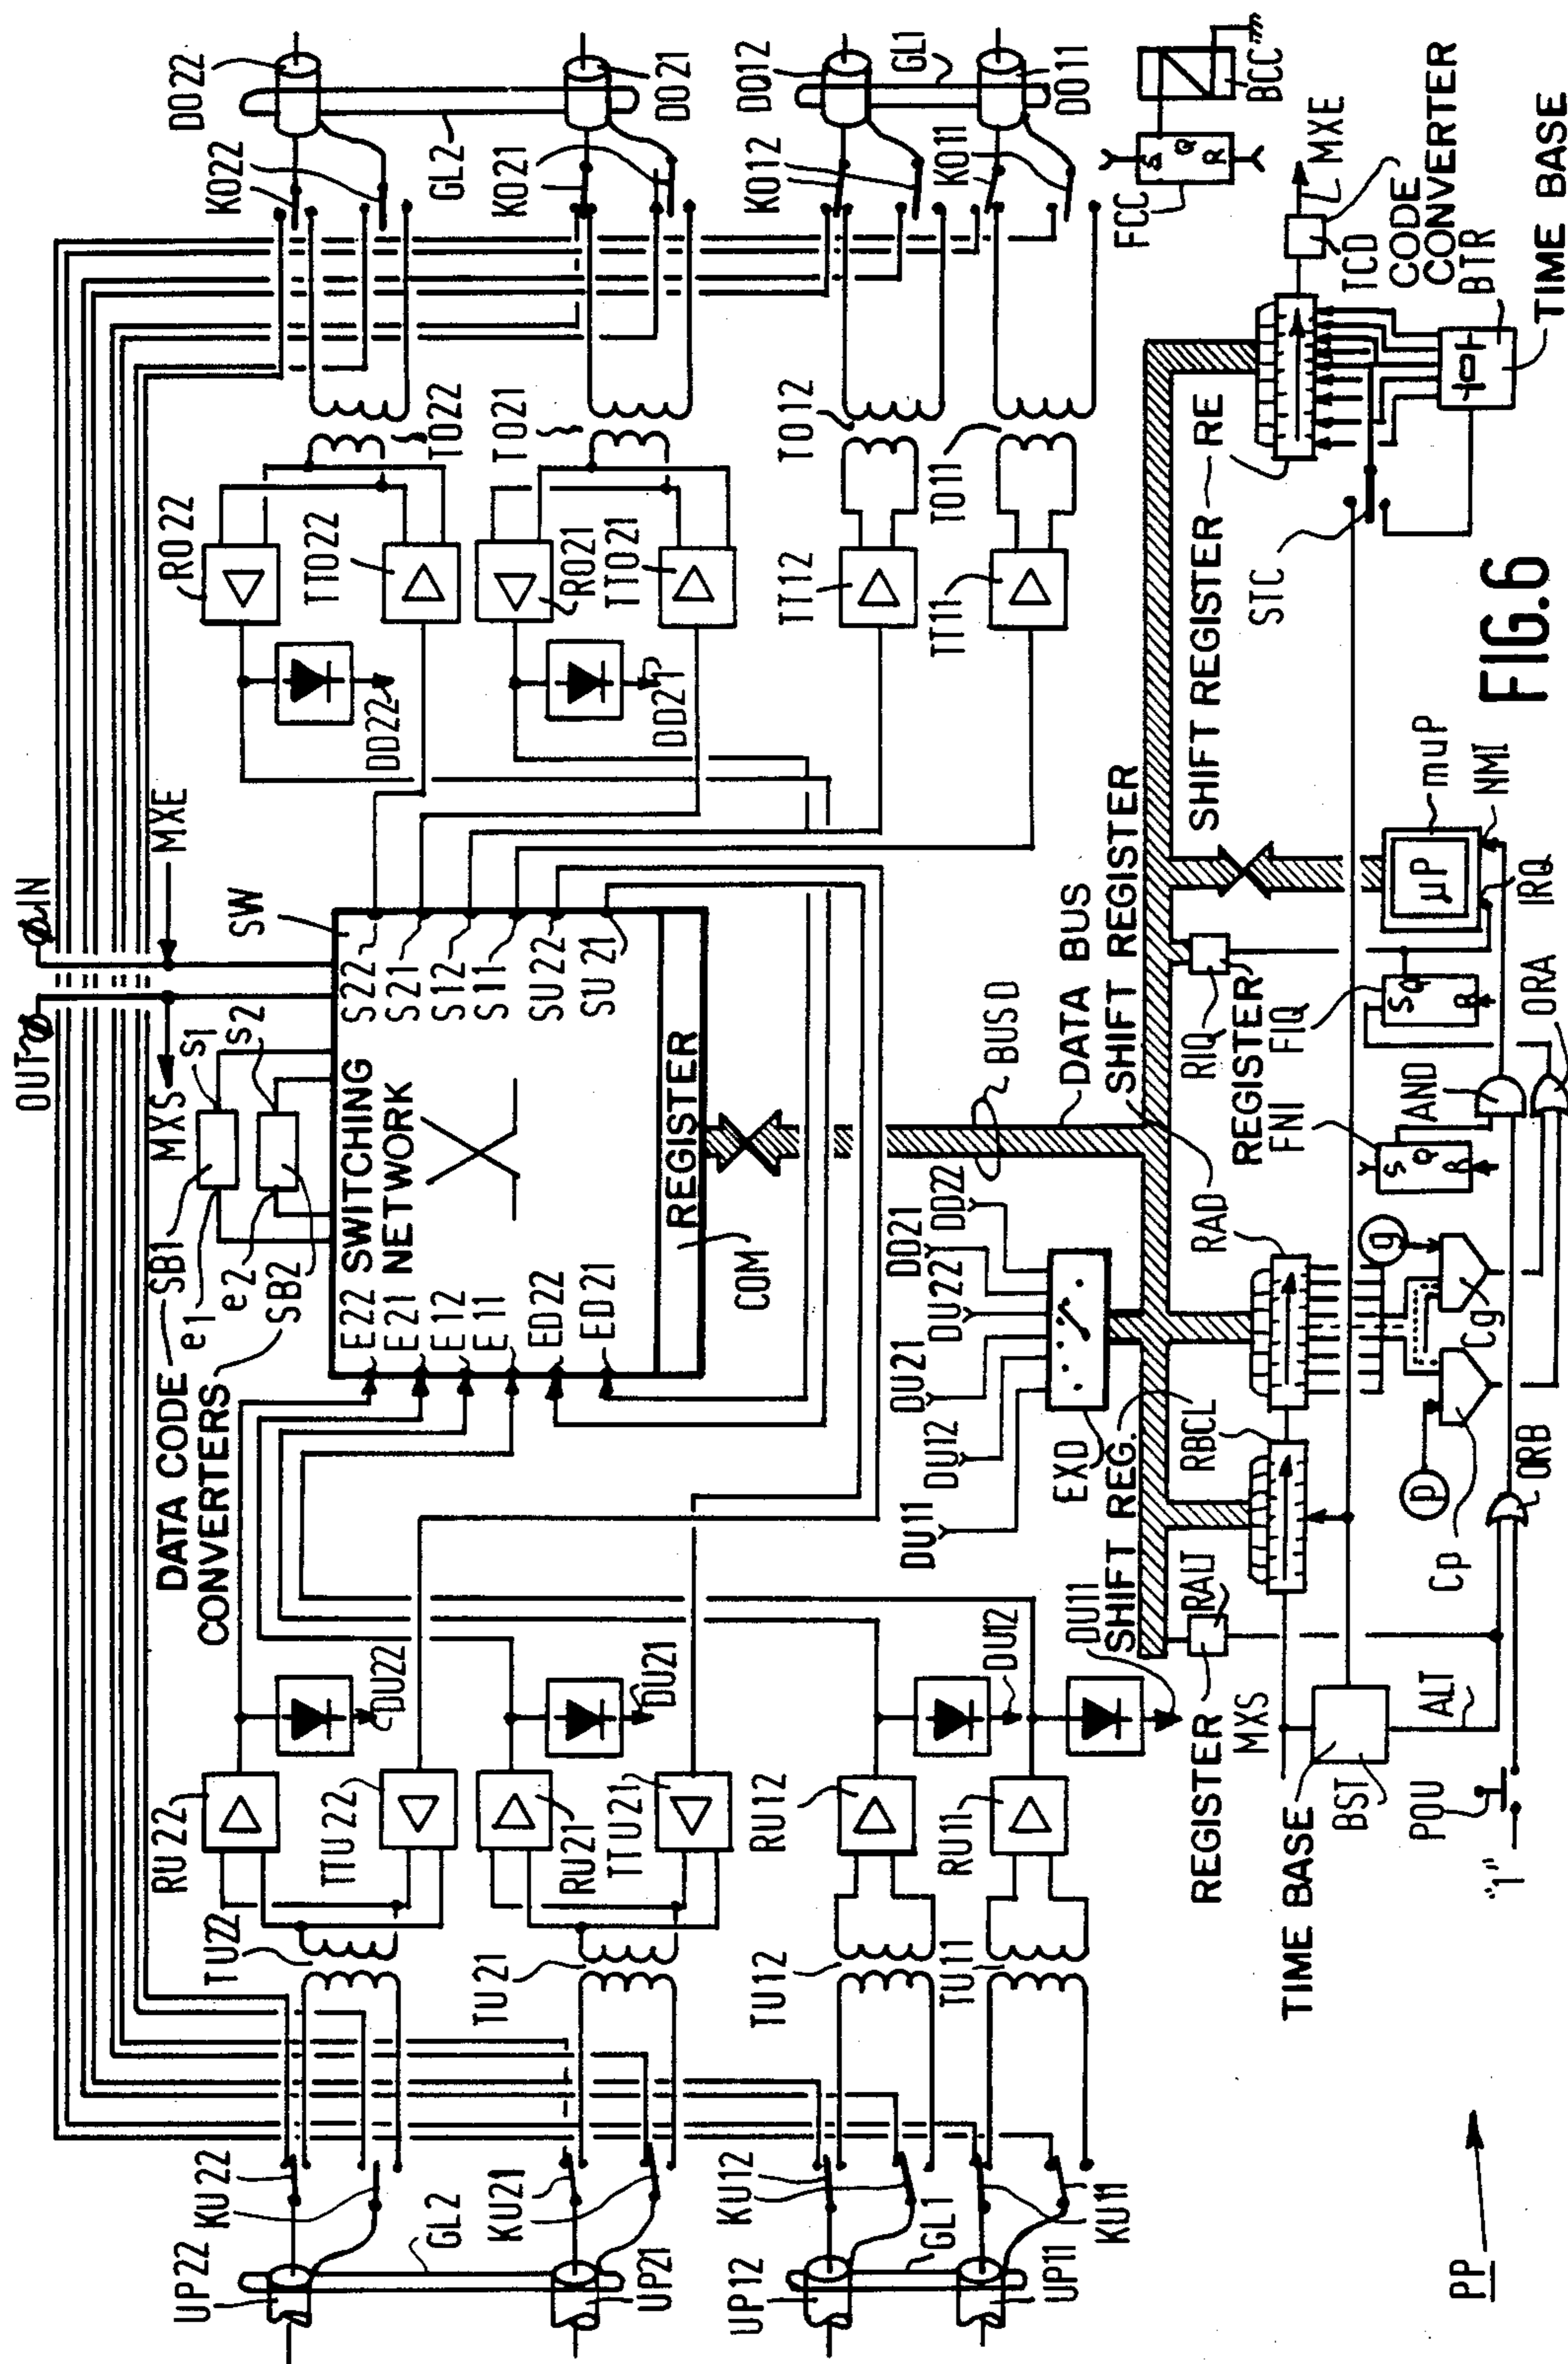 OUT
IN
MXS
MXE
SB1
e1
e2
SB2
s1
s2
SW
DATA CODE
CONVERTERS
SWITCHING
NETWORK
REGISTER
COM
E22
E21
E12
E11
ED22
ED21
S22
S21
S12
S11
SU22
SU21
UP22
KU22
GL2
UP21
KU21
UP12
KU12
GL1
UP11
KU11
TU22
TU21
TU12
TU11
RU22
TTU22
RU21
TTU21
RU12
RU11
DU22
DU21
DU12
DU11
RO22
TTO22
RO21
TTO21
TT12
TT11
DD22
DD21
TO22
TO21
TO12
TO11
KO22
KO21
KO12
KO11
DO22
GL2
DO21
DO12
GL1
DO11
FCC
S
Q
R
BCC
DU11
DU12
DU21
DU22
DD21
DD22
EXD
BUSD
DATA BUS
SHIFT REGISTER
SHIFT REG.
RBCL
RAD
REGISTER
RALT
MXS
TIME BASE
BST
ALT
POU
"1"
ORB
p
Cp
g
Cg
FNI
S
Q
R
AND
ORA
REGISTER
RIQ
FIQ
S
Q
R
µP
muP
IRQ
NMI
SHIFT REGISTER
RE
STC
TCD
MXE
CODE
CONVERTER
BTR
TIME BASE
PP
FIG.6